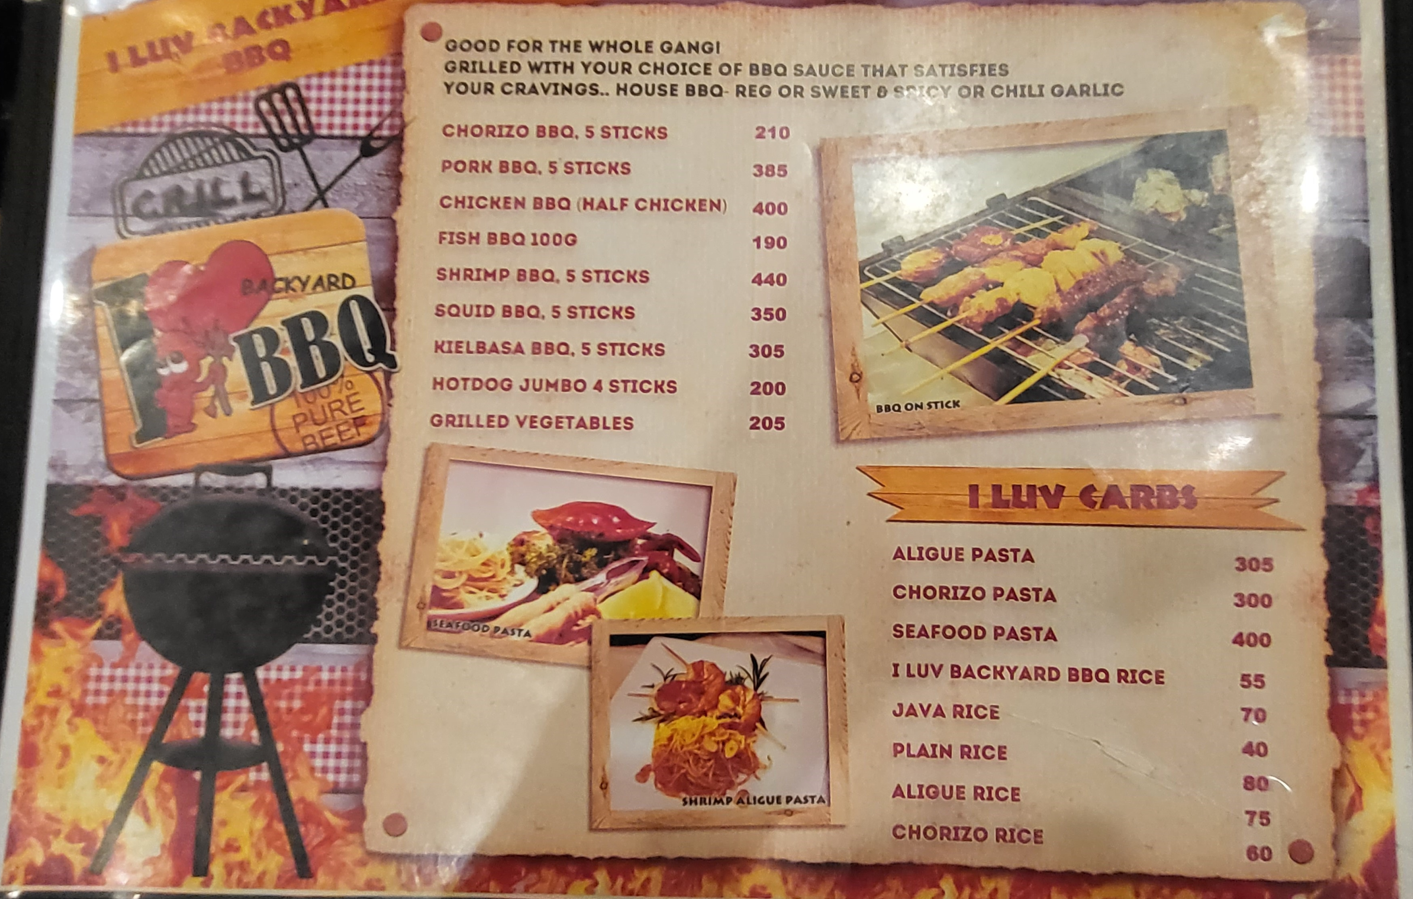 I LUV BACKYARD
BBQ
GRILL
I
BACKYARD
BBQ
100%
PURE
BEEF
GOOD FOR THE WHOLE GANG!
GRILLED WITH YOUR CHOICE OF BBQ SAUCE THAT SATISFIES
YOUR CRAVINGS.. HOUSE BBQ- REG OR SWEET & SPICY OR CHILI GARLIC
CHORIZO BBQ, 5 STICKS 210
PORK BBQ, 5 STICKS 385
CHICKEN BBQ (HALF CHICKEN) 400
FISH BBQ 100G 190
SHRIMP BBQ, 5 STICKS 440
SQUID BBQ, 5 STICKS 350
KIELBASA BBQ, 5 STICKS 305
HOTDOG JUMBO 4 STICKS 200
GRILLED VEGETABLES 205
BBQ ON STICK
SEAFOOD PASTA
SHRIMP ALIGUE PASTA
I LUV CARBS
ALIGUE PASTA 305
CHORIZO PASTA 300
SEAFOOD PASTA 400
I LUV BACKYARD BBQ RICE 55
JAVA RICE 70
PLAIN RICE 40
ALIGUE RICE 80
CHORIZO RICE 75
60